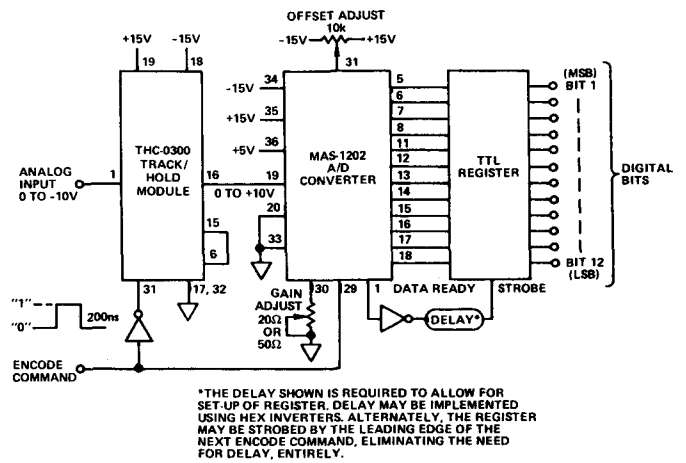 OFFSET ADJUST
10k
-15V
+15V
+15V
-15V
19
18
31
THC-0300
TRACK/
HOLD
MODULE
ANALOG
INPUT
0 TO -10V
1
16
0 TO +10V
15
6
31
17, 32
34
-15V
35
+15V
36
+5V
19
20
33
MAS-1202
A/D
CONVERTER
5
6
7
8
11
12
13
14
15
16
17
18
TTL
REGISTER
(MSB)
BIT 1
DIGITAL
BITS
BIT 12
(LSB)
30
29
1
DATA READY
STROBE
GAIN
ADJUST
20Ω
OR
50Ω
DELAY*
"1"
"0"
200ns
ENCODE
COMMAND
*THE DELAY SHOWN IS REQUIRED TO ALLOW FOR
SET-UP OF REGISTER. DELAY MAY BE IMPLEMENTED
USING HEX INVERTERS. ALTERNATELY, THE REGISTER
MAY BE STROBED BY THE LEADING EDGE OF THE
NEXT ENCODE COMMAND, ELIMINATING THE NEED
FOR DELAY, ENTIRELY.